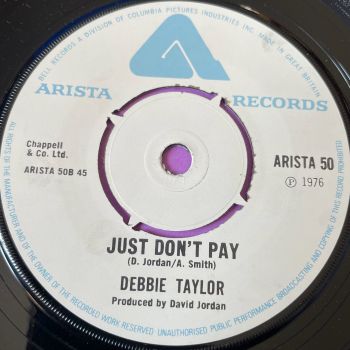 BELL RECORDS A DIVISION OF COLUMBIA PICTURES INDUSTRIES INC. MADE IN GREAT BRITAIN
ARISTA RECORDS
Chappell
& Co. Ltd.
ARISTA 50B 45
ARISTA 50
Ⓟ 1976
JUST DON'T PAY
(D. Jordan/A. Smith)
DEBBIE TAYLOR
Produced by David Jordan
ALL RIGHTS OF THE MANUFACTURER AND OF THE OWNER OF THE RECORDED WORK RESERVED UNAUTHORISED PUBLIC PERFORMANCE BROADCASTING AND COPYING OF THIS RECORD PROHIBITED